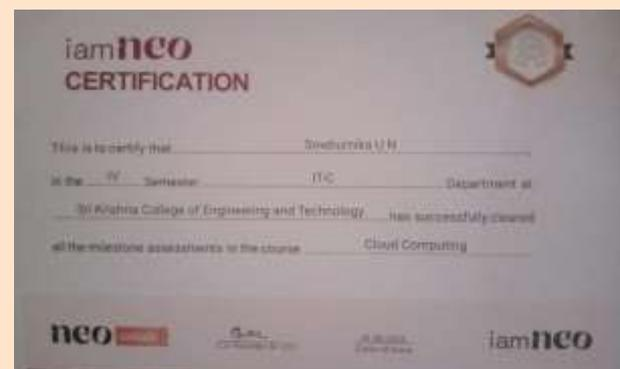 iamneo
CERTIFICATION
This is to certify that Sowbarnika U N
in the IV Semester IT-C Department at
Sri Krishna College of Engineering and Technology has successfully cleared
all the milestone assessments in the course Cloud Computing
neo
iamneo